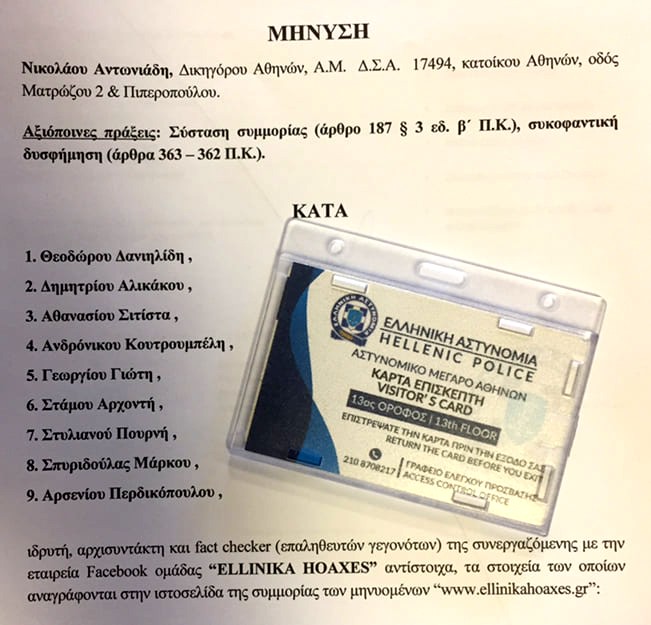 ΜΗΝΥΣΗ
Νικολάου Αντωνιάδη, Δικηγόρου Αθηνών, Α.Μ. Δ.Σ.Α. 17494, κατοίκου Αθηνών, οδός
Ματρώζου 2 & Πιπεροπούλου.
Αξιόποινες πράξεις: Σύσταση συμμορίας (άρθρο 187 § 3 εδ. β΄ Π.Κ.), συκοφαντική
δυσφήμηση (άρθρα 363 – 362 Π.Κ.).
ΚΑΤΑ
1. Θεοδώρου Δανιηλίδη ,
2. Δημητρίου Αλικάκου ,
3. Αθανασίου Σιτίστα ,
4. Ανδρόνικου Κουτρουμπέλη ,
5. Γεωργίου Γιώτη ,
6. Στάμου Αρχοντή ,
7. Στυλιανού Πουρνή ,
8. Σπυριδούλας Μάρκου ,
9. Αρσενίου Περδικόπουλου ,
ΕΛΛΗΝΙΚΗ ΑΣΤΥΝΟΜΙΑ
ΕΛΛΗΝΙΚΗ ΑΣΤΥΝΟΜΙΑ
HELLENIC POLICE
ΑΣΤΥΝΟΜΙΚΟ ΜΕΓΑΡΟ ΑΘΗΝΩΝ
ΚΑΡΤΑ ΕΠΙΣΚΕΠΤΗ
VISITOR'S CARD
13ος ΟΡΟΦΟΣ | 13th FLOOR
ΕΠΙΣΤΡΕΨΑΤΕ ΤΗΝ ΚΑΡΤΑ ΠΡΙΝ ΤΗΝ ΕΞΟΔΟ ΣΑΣ
RETURN THE CARD BEFORE YOU EXIT
210 8708217
ΓΡΑΦΕΙΟ ΕΛΕΓΧΟΥ ΠΡΟΣΒΑΣΗΣ
ACCESS CONTROL OFFICE
ιδρυτή, αρχισυντάκτη και fact checker (επαληθευτών γεγονότων) της συνεργαζόμενης με την
εταιρεία Facebook ομάδας “ELLINIKA HOAXES” αντίστοιχα, τα στοιχεία των οποίων
αναγράφονται στην ιστοσελίδα της συμμορίας των μηνυομένων “www.ellinikahoaxes.gr”: